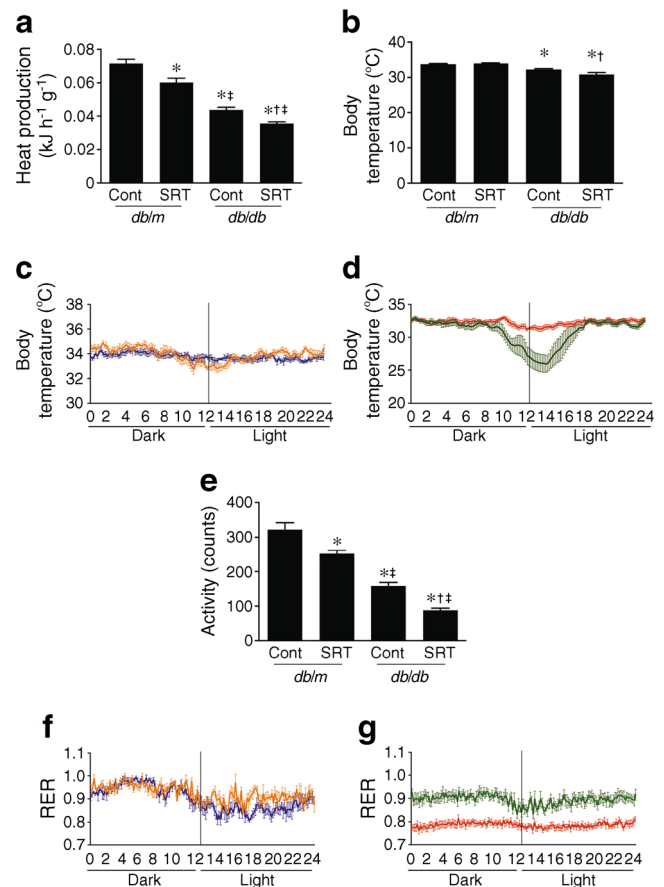 a
Heat production
(kJ h⁻¹ g⁻¹)
0.08
0.06
0.04
0.02
0
*
*‡
*†‡
Cont SRT Cont SRT
db/m db/db
b
Body
temperature (°C)
40
30
20
10
0
*
*†
Cont SRT Cont SRT
db/m db/db
c
Body
temperature (°C)
38
36
34
32
30
0 2 4 6 8 10 12 14 16 18 20 22 24
Dark Light
d
Body
temperature (°C)
35
30
25
20
0 2 4 6 8 10 12 14 16 18 20 22 24
Dark Light
e
Activity (counts)
400
300
200
100
0
*
*‡
*†‡
Cont SRT Cont SRT
db/m db/db
f
RER
1.1
1.0
0.9
0.8
0.7
0 2 4 6 8 10 12 14 16 18 20 22 24
Dark Light
g
RER
1.1
1.0
0.9
0.8
0.7
0 2 4 6 8 10 12 14 16 18 20 22 24
Dark Light